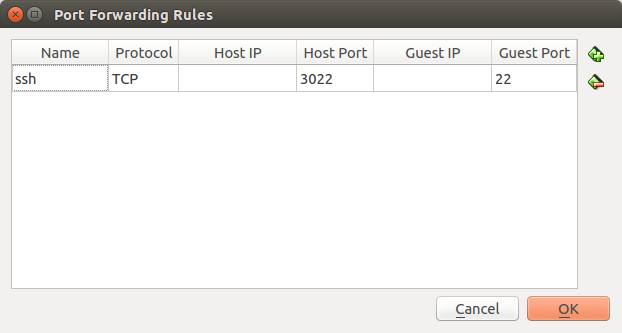 Port Forwarding Rules
Name Protocol Host IP Host Port Guest IP Guest Port
ssh TCP 3022 22
Cancel OK